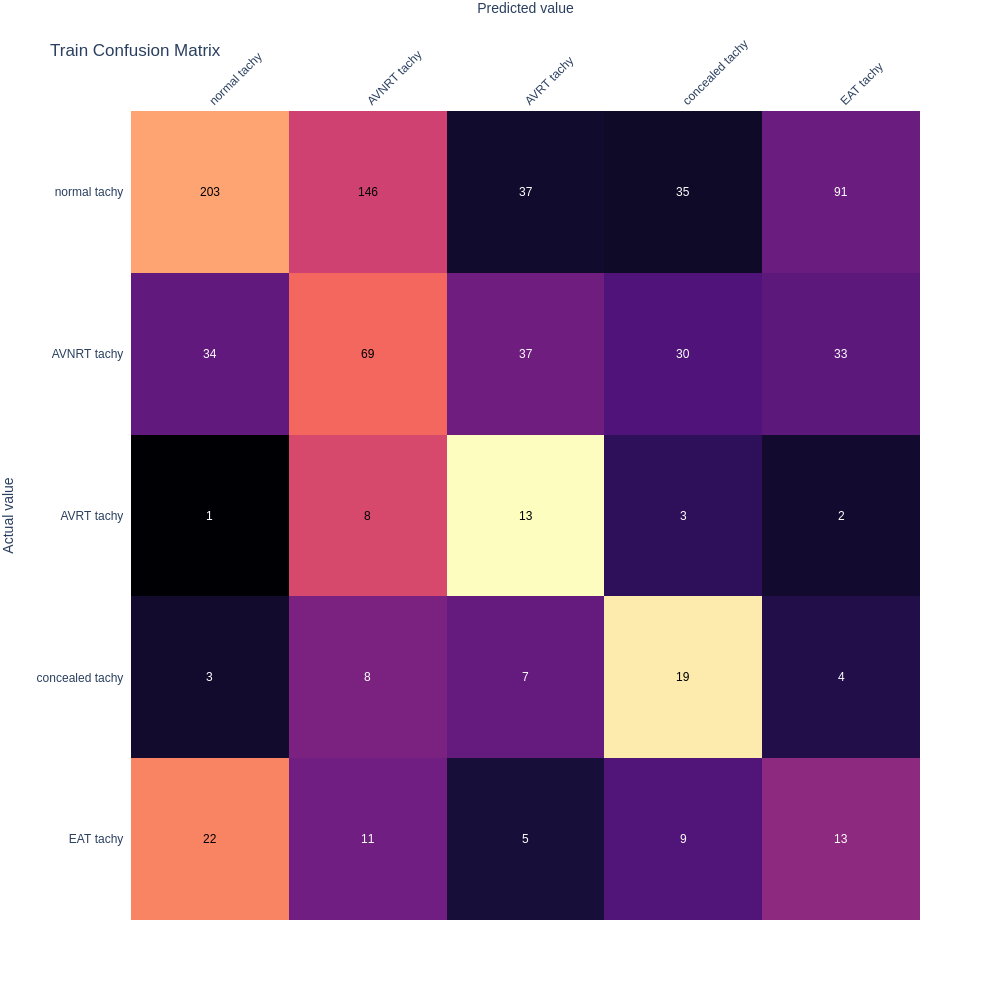 Predicted value
Train Confusion Matrix
normal tachy
AVNRT tachy
AVRT tachy
concealed tachy
EAT tachy
Actual value
normal tachy 203 146 37 35 91
AVNRT tachy 34 69 37 30 33
AVRT tachy 1 8 13 3 2
concealed tachy 3 8 7 19 4
EAT tachy 22 11 5 9 13